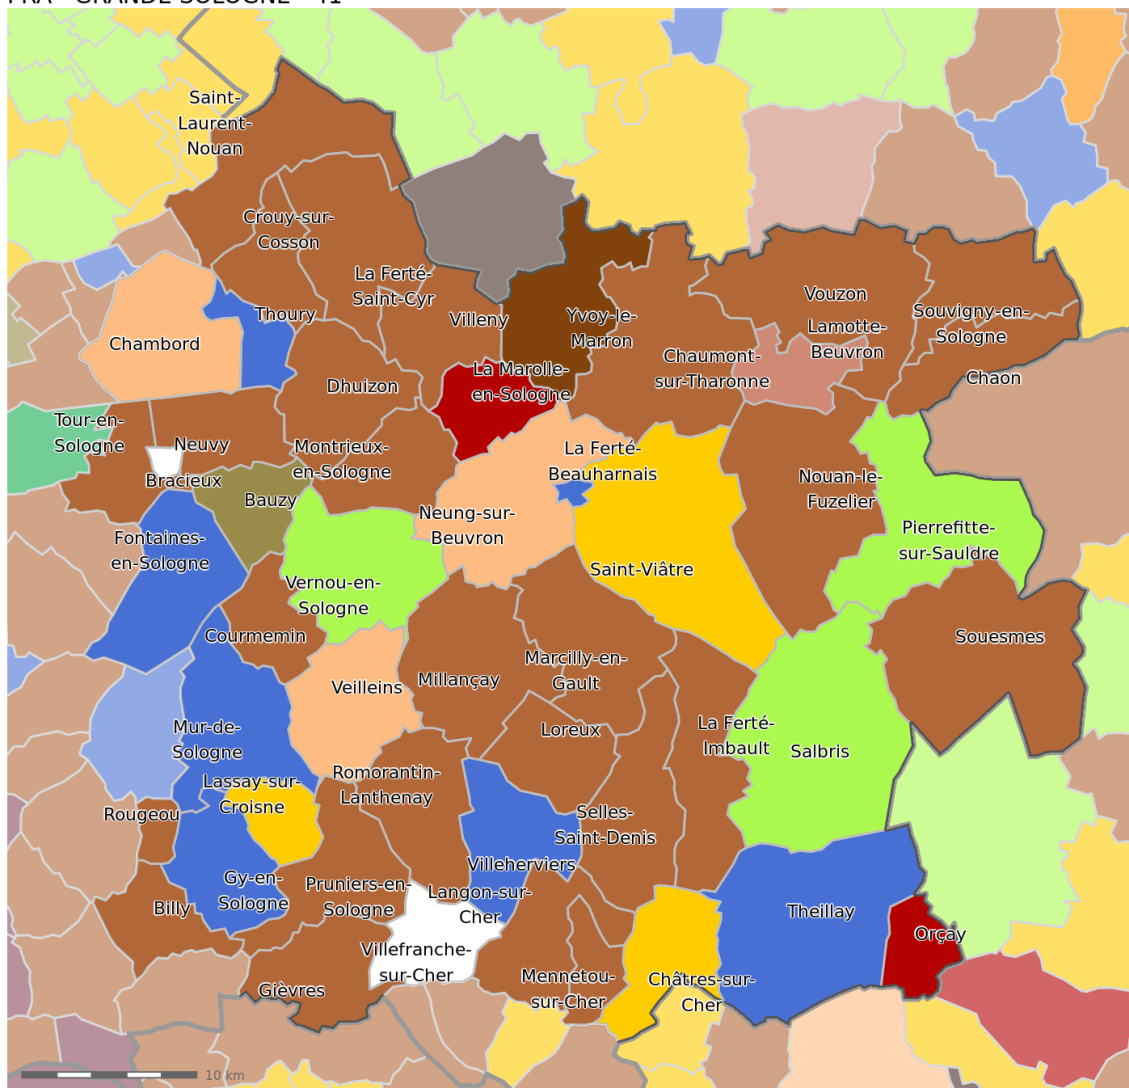 FRA - GRANDE SOLOGNE - 41
Saint-
Laurent-
Nouan
Crouy-sur-
Cosson
La Ferté-
Saint-Cyr
Thoury
Villeny
Yvoy-le-
Marron
Vouzon
Souvigny-en-
Sologne
Lamotte-
Beuvron
Chambord
Chaumont-
sur-Tharonne
La Marolle-
en-Sologne
Chaon
Dhuizon
Tour-en-
Sologne
Neuvy
Montrieux-
en-Sologne
La Ferté-
Beauharnais
Bracieux
Bauzy
Nouan-le-
Fuzelier
Neung-sur-
Beuvron
Pierrefitte-
sur-Sauldre
Fontaines-
en-Sologne
Saint-Viâtre
Vernou-en-
Sologne
Courmemin
Souesmes
Marcilly-en-
Gault
Millançay
Veilleins
Mur-de-
Sologne
Loreux
La Ferté-
Imbault
Salbris
Lassay-sur-
Croisne
Romorantin-
Lanthenay
Rougeou
Selles-
Saint-Denis
Villeherviers
Gy-en-
Sologne
Pruniers-en-
Sologne
Langon-sur-
Cher
Billy
Theillay
Orçay
Villefranche-
sur-Cher
Mennetou-
sur-Cher
Châtres-sur-
Cher
Gièvres
10 km